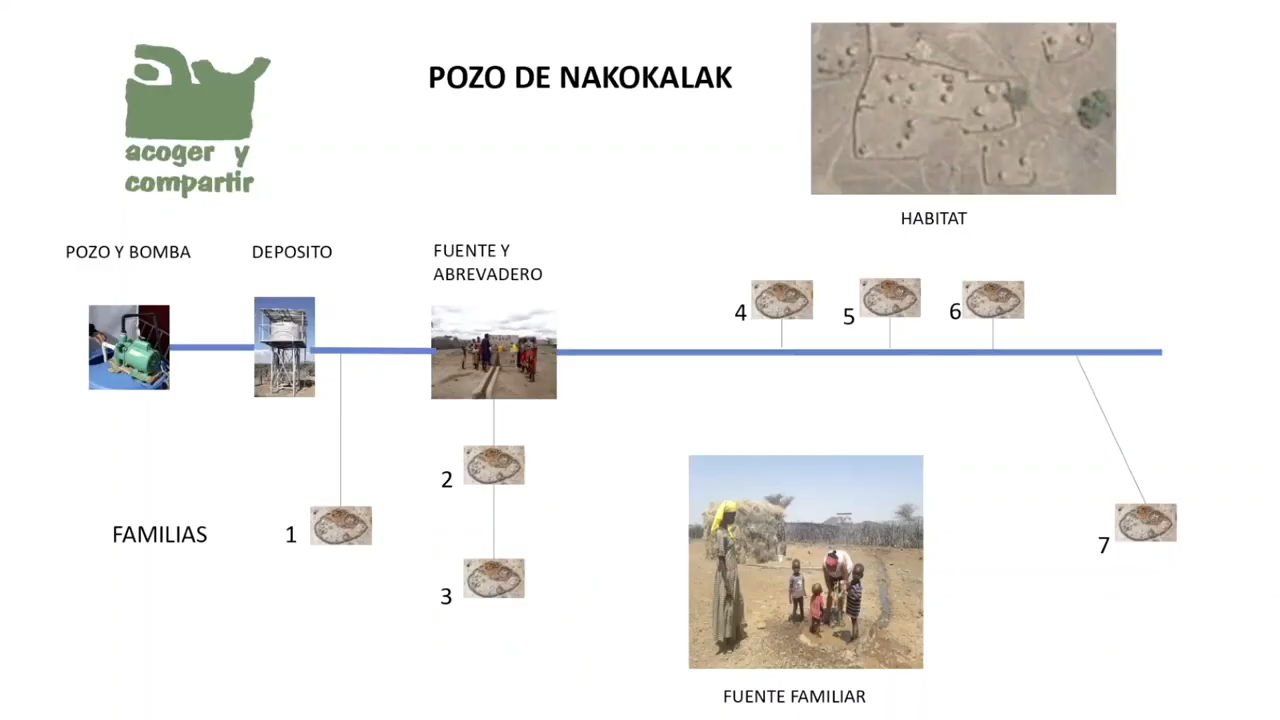 acoger y
compartir
POZO DE NAKOKALAK
HABITAT
POZO Y BOMBA
DEPOSITO
FUENTE Y
ABREVADERO
4
5
6
2
FAMILIAS
1
7
3
FUENTE FAMILIAR